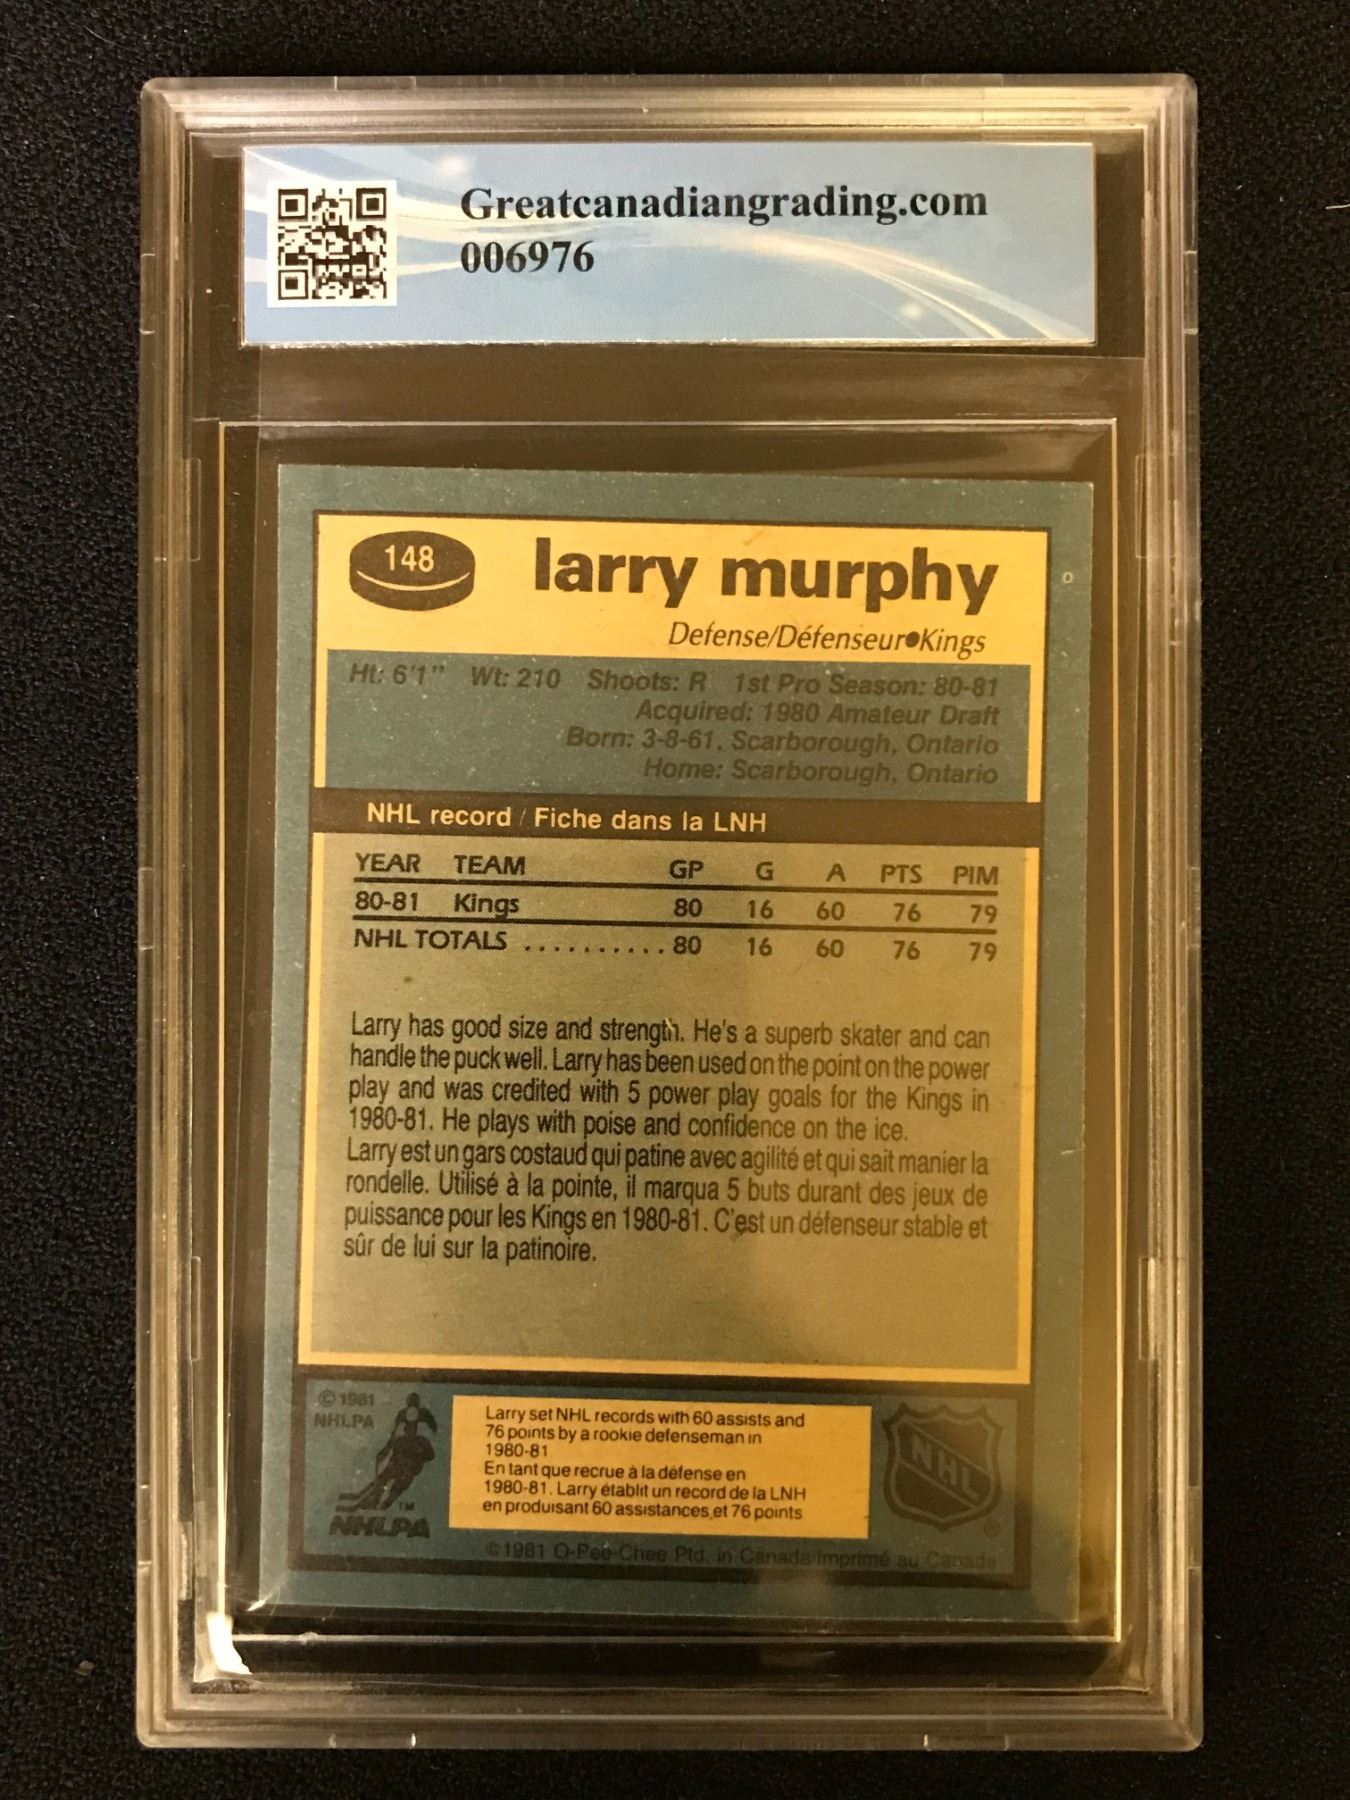 Greatcanadiangrading.com
006976
148
larry murphy
o
Defense/Défenseur●Kings
Ht: 6'1" Wt: 210 Shoots: R 1st Pro Season: 80-81
Acquired: 1980 Amateur Draft
Born: 3-8-61, Scarborough, Ontario
Home: Scarborough, Ontario
NHL record / Fiche dans la LNH
YEAR TEAM GP G A PTS PIM
80-81 Kings 80 16 60 76 79
NHL TOTALS .......... 80 16 60 76 79
Larry has good size and strength. He's a superb skater and can
handle the puck well. Larry has been used on the point on the power
play and was credited with 5 power play goals for the Kings in
1980-81. He plays with poise and confidence on the ice.
Larry est un gars costaud qui patine avec agilité et qui sait manier la
rondelle. Utilisé à la pointe, il marqua 5 buts durant des jeux de
puissance pour les Kings en 1980-81. C'est un défenseur stable et
sûr de lui sur la patinoire.
© 1981
NHLPA
TM
NHLPA
Larry set NHL records with 60 assists and
76 points by a rookie defenseman in
1980-81.
En tant que recrue à la défense en
1980-81. Larry établit un record de la LNH
en produisant 60 assistances et 76 points
NHL
®
©1981 O-Pee-Chee Ptd. in Canada/Imprimé au Canada